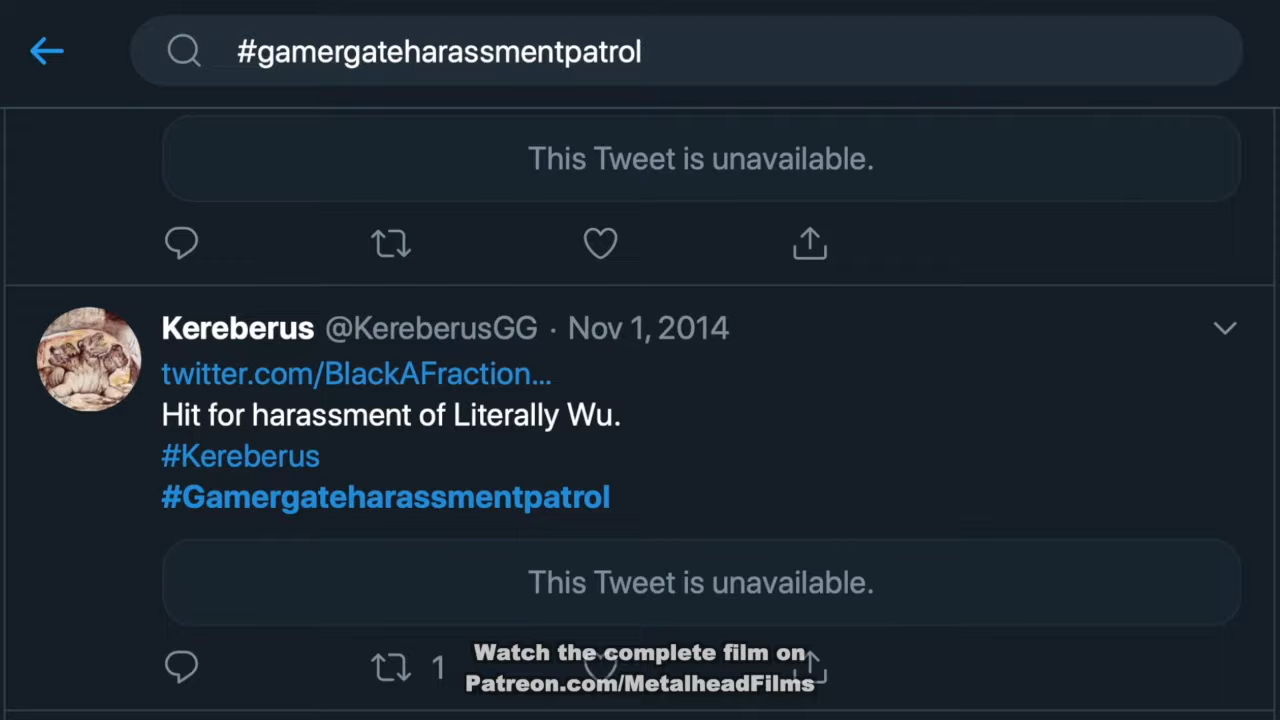 #gamergateharassmentpatrol
This Tweet is unavailable.
Kereberus @KereberusGG · Nov 1, 2014
twitter.com/BlackAFraction...
Hit for harassment of Literally Wu.
#Kereberus
#Gamergateharassmentpatrol
This Tweet is unavailable.
1
Watch the complete film on
Patreon.com/MetalheadFilms